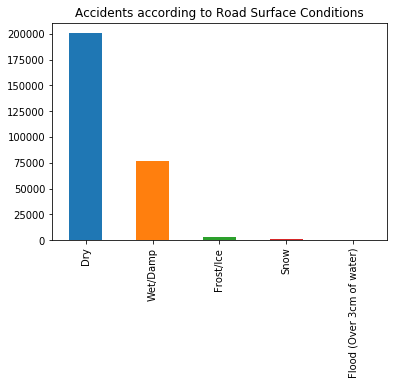 Accidents according to Road Surface Conditions
200000
175000
150000
125000
100000
75000
50000
25000
0
Dry
Wet/Damp
Frost/Ice
Snow
Flood (Over 3cm of water)